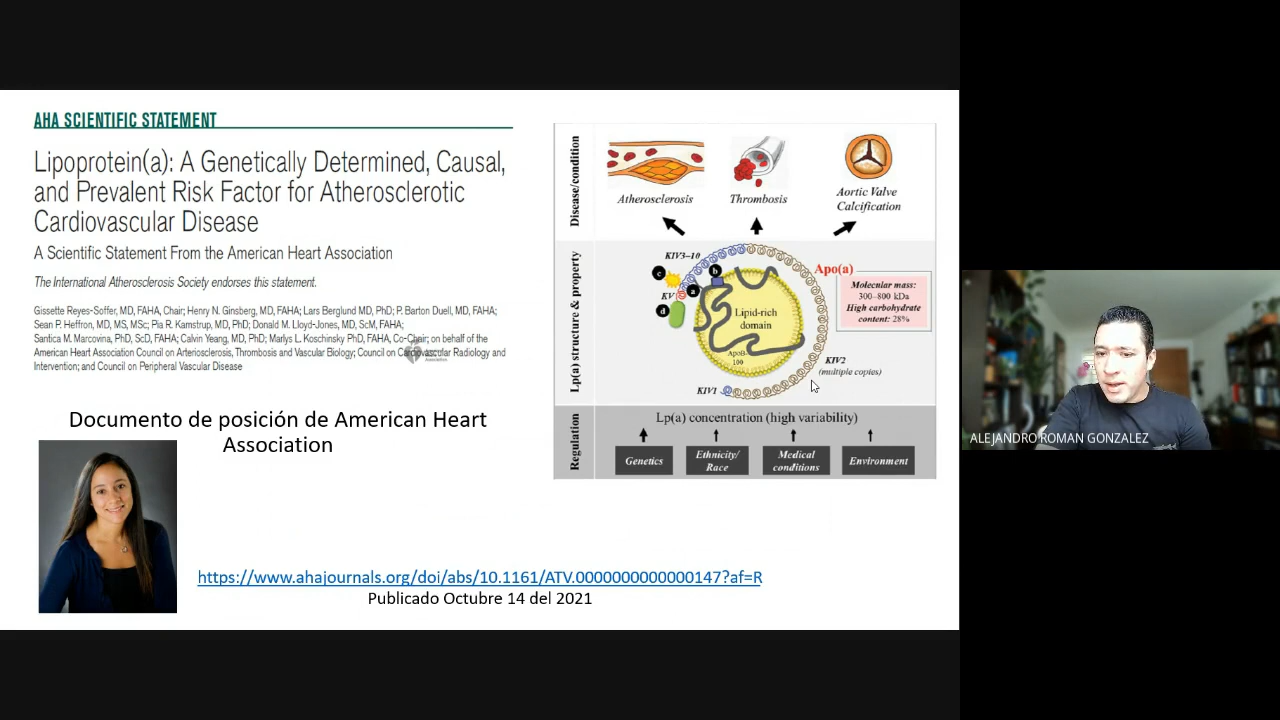 AHA SCIENTIFIC STATEMENT
Lipoprotein(a): A Genetically Determined, Causal,
and Prevalent Risk Factor for Atherosclerotic
Cardiovascular Disease
A Scientific Statement From the American Heart Association
The International Atherosclerosis Society endorses this statement.
Gissette Reyes-Soffer, MD, FAHA, Chair; Henry N. Ginsberg, MD, FAHA; Lars Berglund MD, PhD; P. Barton Duell, MD, FAHA;
Sean P. Heffron, MD, MS, MSc; Pia R. Kamstrup, MD, PhD; Donald M. Lloyd-Jones, MD, ScM, FAHA;
Santica M. Marcovina, PhD, ScD, FAHA; Calvin Yeang, MD, PhD; Marlys L. Koschinsky PhD, FAHA, Co-Chair; on behalf of the
American Heart Association Council on Arteriosclerosis, Thrombosis and Vascular Biology; Council on Cardiovascular Radiology and
Intervention; and Council on Peripheral Vascular Disease
Documento de posición de American Heart
Association
https://www.ahajournals.org/doi/abs/10.1161/ATV.0000000000000147?af=R
Publicado Octubre 14 del 2021
Disease/condition
Atherosclerosis
Thrombosis
Aortic Valve
Calcification
Lp(a) structure & property
KIV3-10
c
b
a
KV
d
Apo(a)
Molecular mass:
300-800 kDa
High carbohydrate
content: 28%
Lipid-rich
domain
ApoB-
100
KIV2
(multiple copies)
KIV1
Regulation
Lp(a) concentration (high variability)
Genetics
Ethnicity/
Race
Medical
conditions
Environment
ALEJANDRO ROMAN GONZALEZ